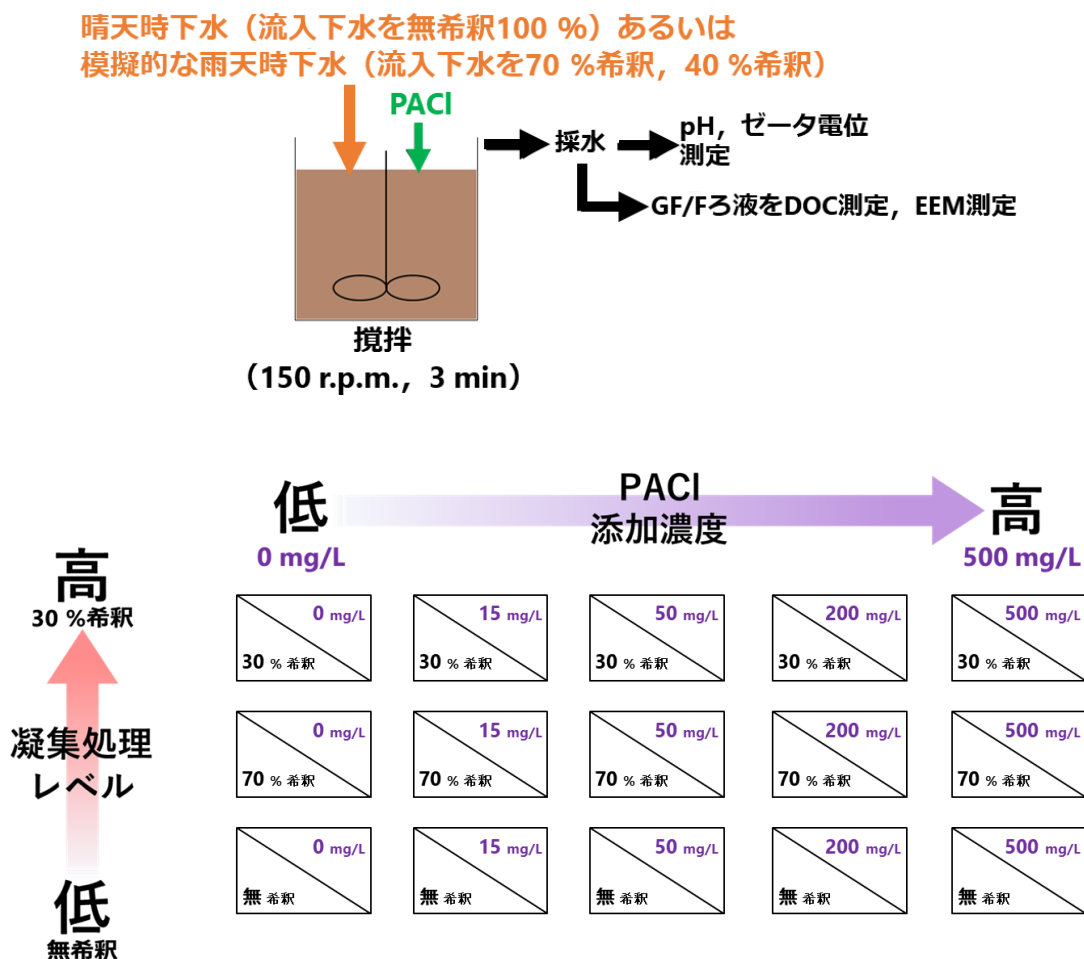 晴天時下水（流入下水を無希釈100 %）あるいは
模擬的な雨天時下水（流入下水を70 %希釈，40 %希釈）
PACl
採水
pH，ゼータ電位
測定
GF/Fろ液をDOC測定，EEM測定
撹拌
（150 r.p.m.，3 min）
低
PACl
添加濃度
高
0 mg/L
500 mg/L
高
30 %希釈
0 mg/L
15 mg/L
50 mg/L
200 mg/L
500 mg/L
30 % 希釈
30 % 希釈
30 % 希釈
30 % 希釈
30 % 希釈
凝集処理
レベル
0 mg/L
15 mg/L
50 mg/L
200 mg/L
500 mg/L
70 % 希釈
70 % 希釈
70 % 希釈
70 % 希釈
70 % 希釈
0 mg/L
15 mg/L
50 mg/L
200 mg/L
500 mg/L
無 希釈
無 希釈
無 希釈
無 希釈
無 希釈
低
無希釈